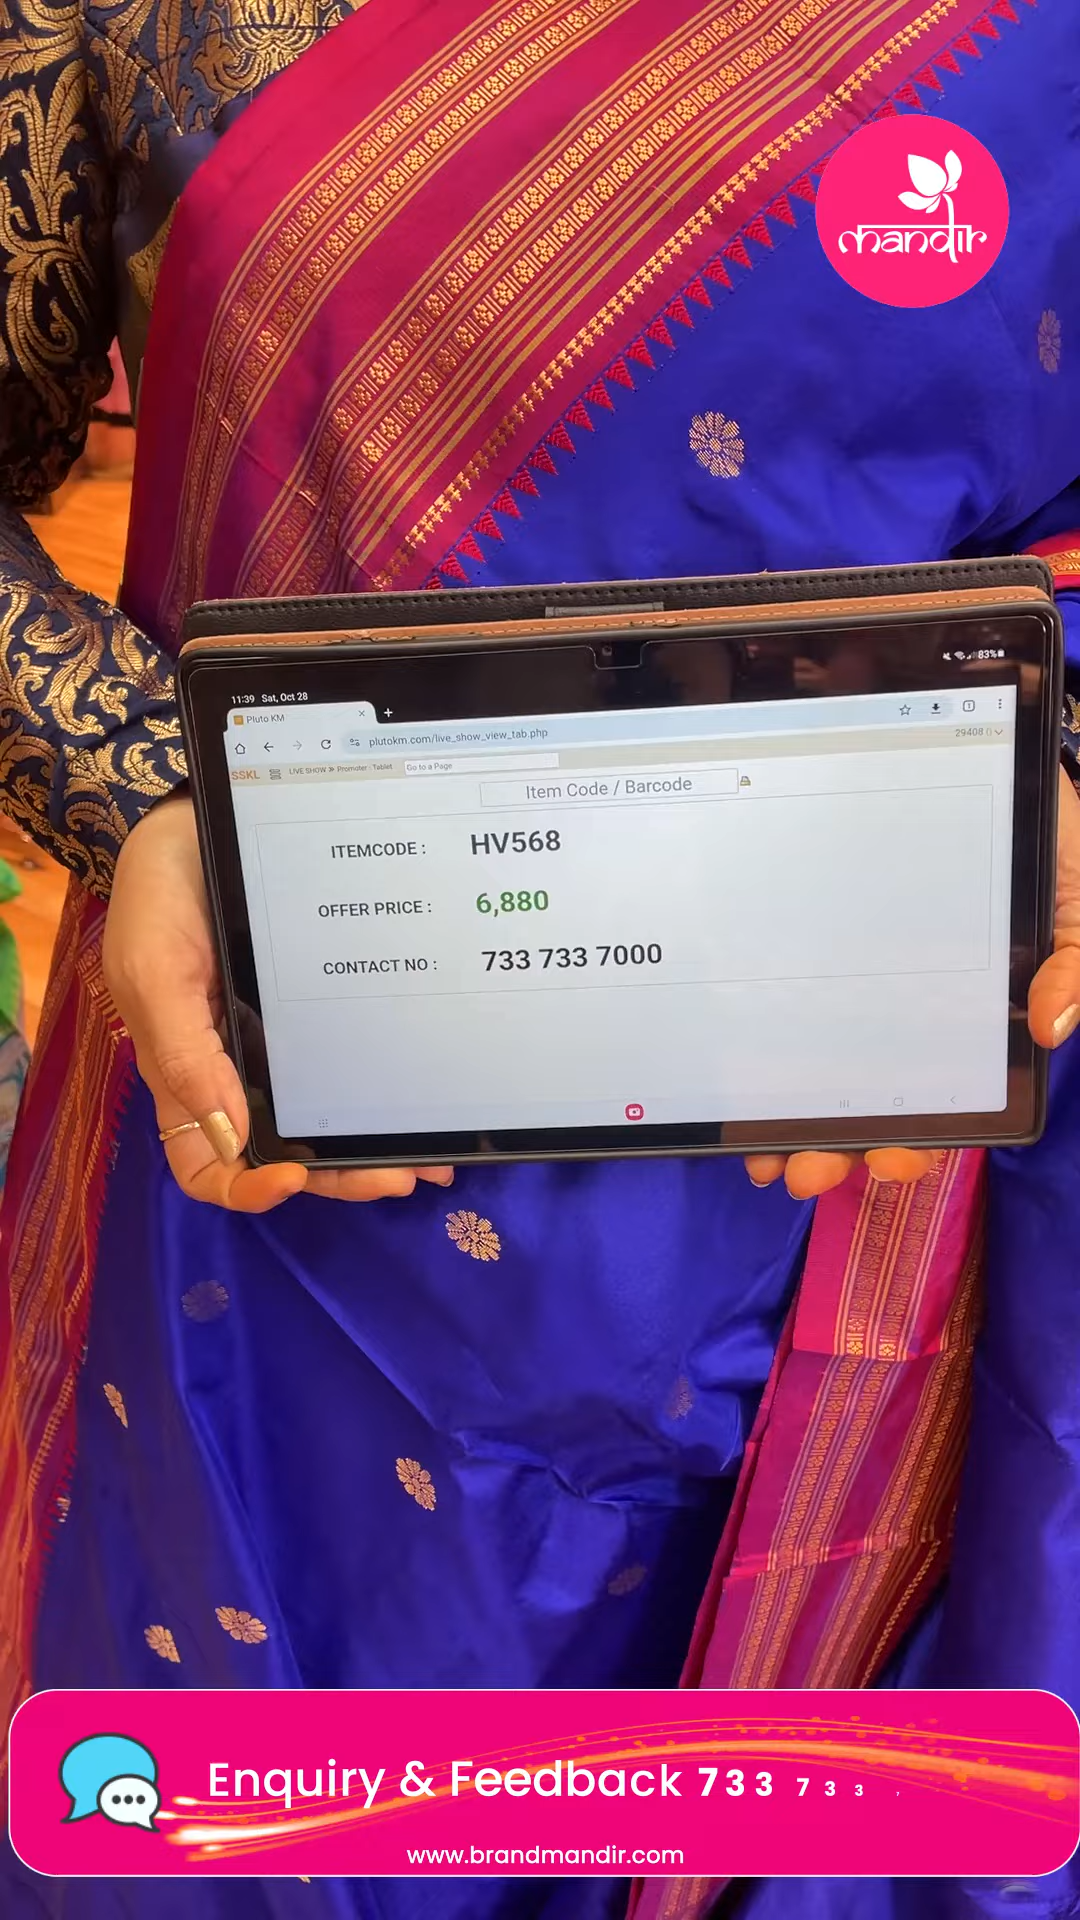 mandir
11:39 Sat, Oct 28
83%
Pluto KM
plutokm.com/live_show_view_tab.php
29408 ()
SSKL
LIVE SHOW » Promoter - Tablet
Go to a Page
Item Code / Barcode
ITEMCODE : HV568
OFFER PRICE : 6,880
CONTACT NO : 733 733 7000
Enquiry & Feedback 733 733
www.brandmandir.com